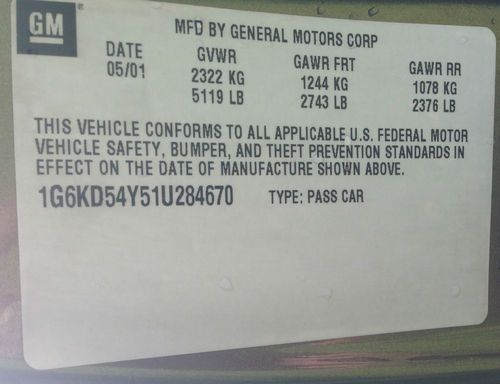 GM
MFD BY GENERAL MOTORS CORP
DATE GVWR GAWR FRT GAWR RR
05/01 2322 KG 1244 KG 1078 KG
5119 LB 2743 LB 2376 LB
THIS VEHICLE CONFORMS TO ALL APPLICABLE U.S. FEDERAL MOTOR
VEHICLE SAFETY, BUMPER, AND THEFT PREVENTION STANDARDS IN
EFFECT ON THE DATE OF MANUFACTURE SHOWN ABOVE.
1G6KD54Y51U284670 TYPE: PASS CAR